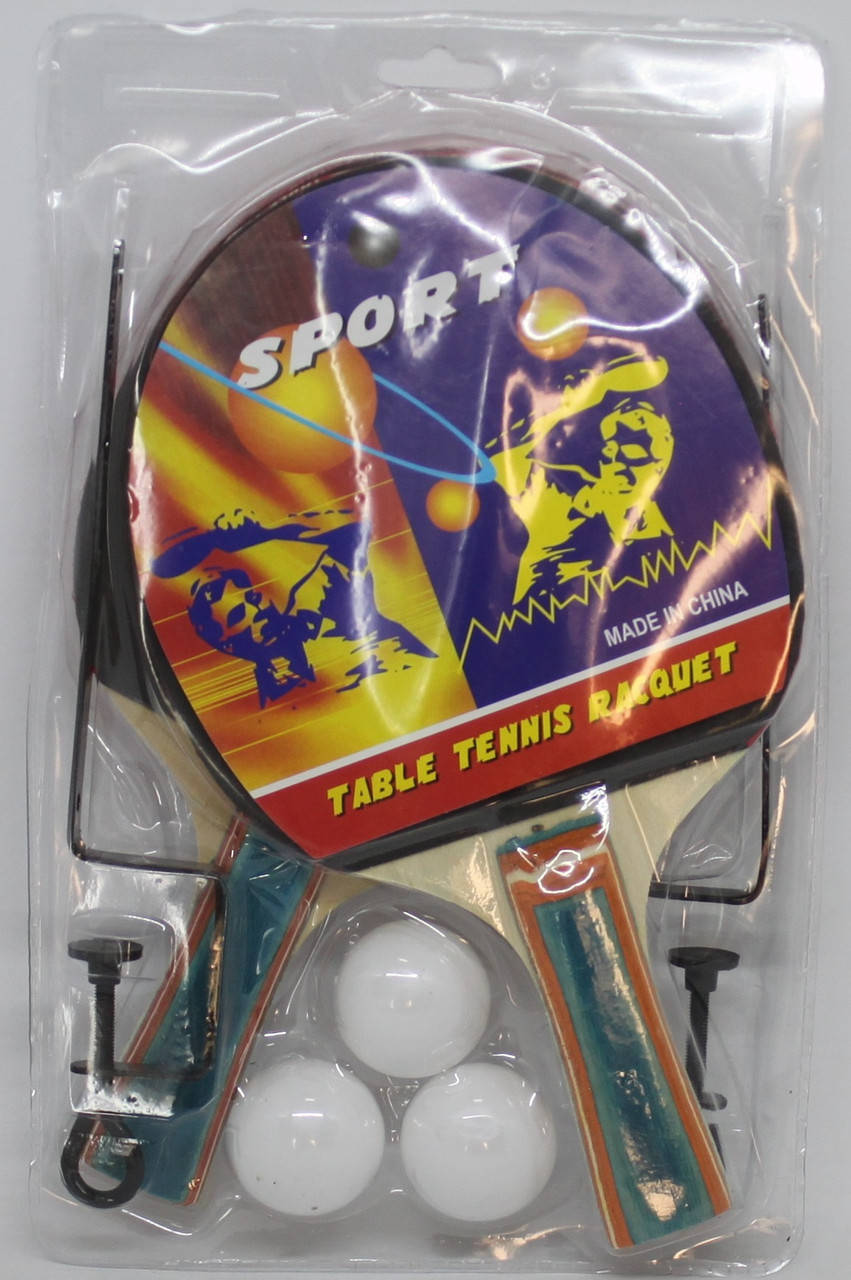 SPORT
MADE IN CHINA
TABLE TENNIS RACQUET